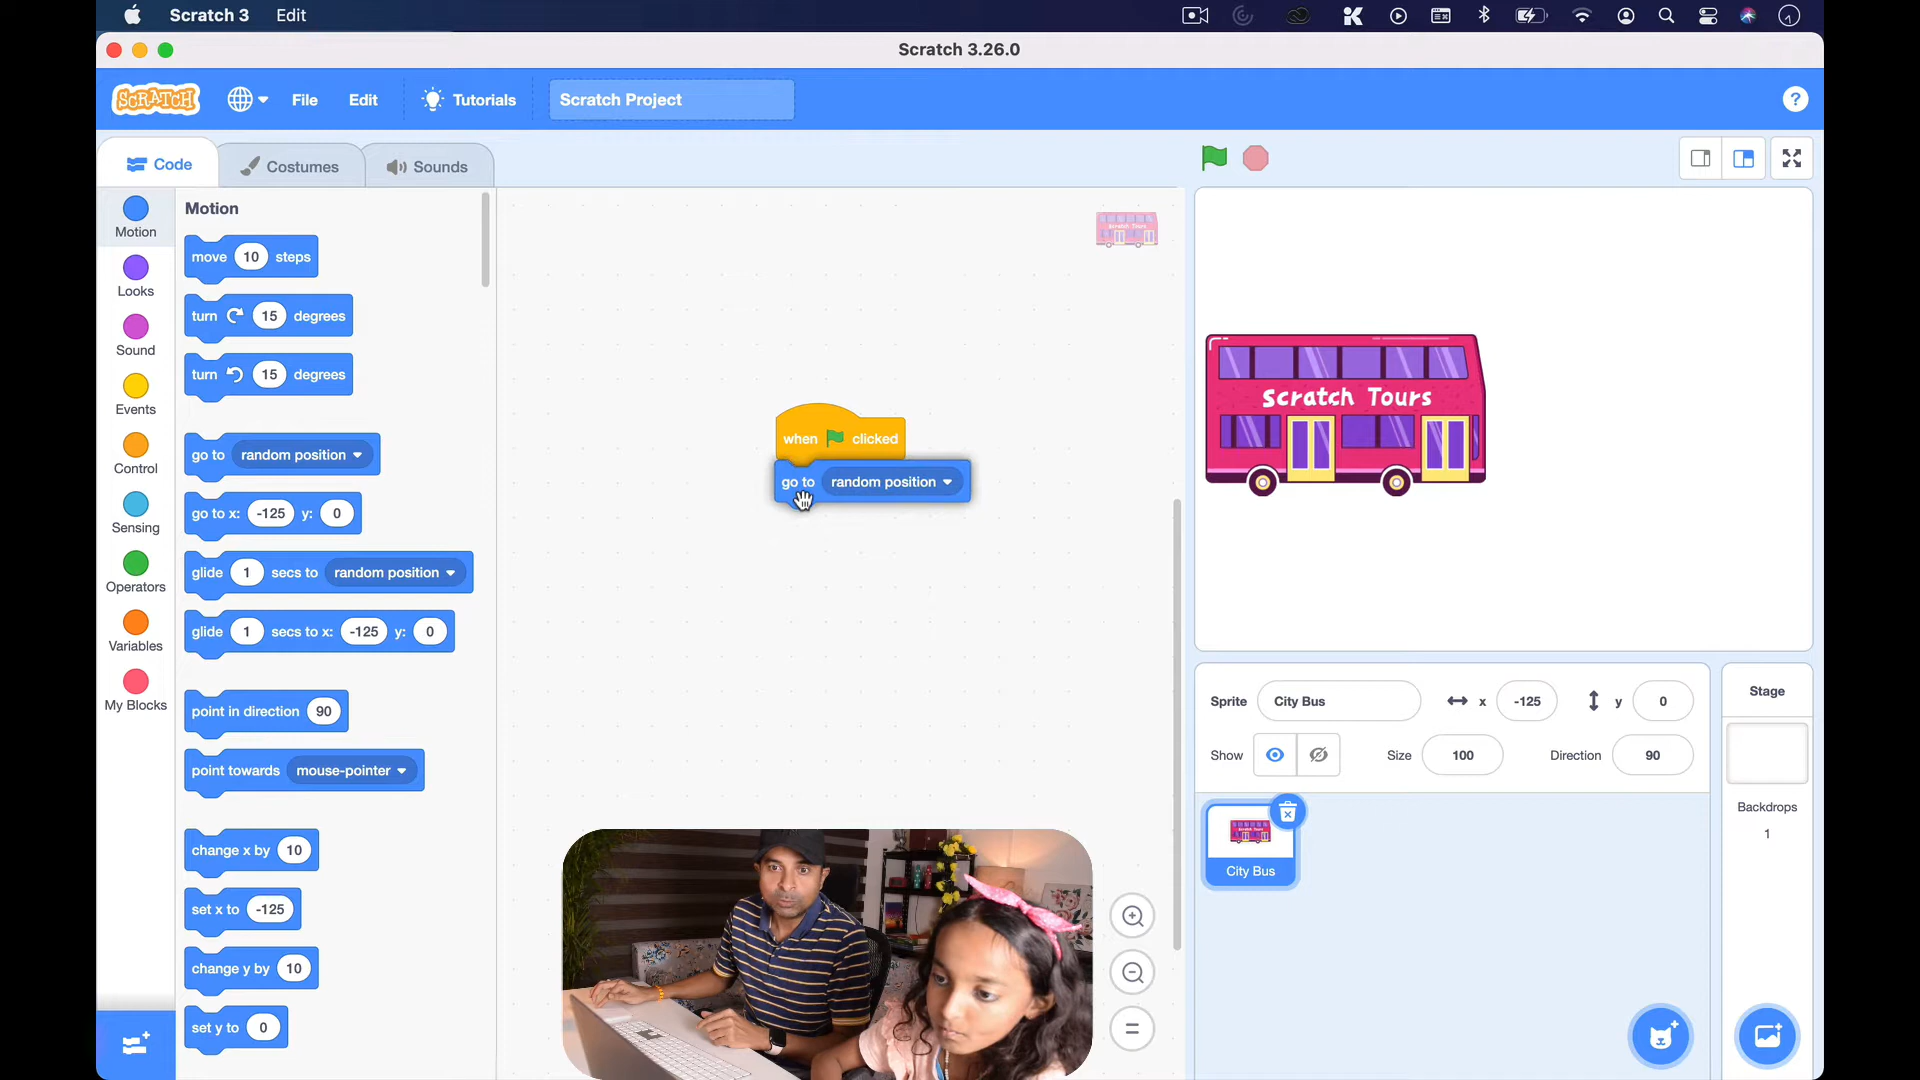 Scratch 3 Edit
Scratch 3.26.0
SCRATCH File Edit Tutorials Scratch Project ?
Code Costumes Sounds
Motion
Looks
Sound
Events
Control
Sensing
Operators
Variables
My Blocks
Motion
move 10 steps
turn 15 degrees
turn 15 degrees
go to random position
go to x: -125 y: 0
glide 1 secs to random position
glide 1 secs to x: -125 y: 0
point in direction 90
point towards mouse-pointer
change x by 10
set x to -125
change y by 10
set y to 0
when clicked
go to random position
Scratch Tours
Scratch Tours
Sprite City Bus x -125 y 0
Show Size 100 Direction 90
Scratch Tours
City Bus
Stage
Backdrops
1